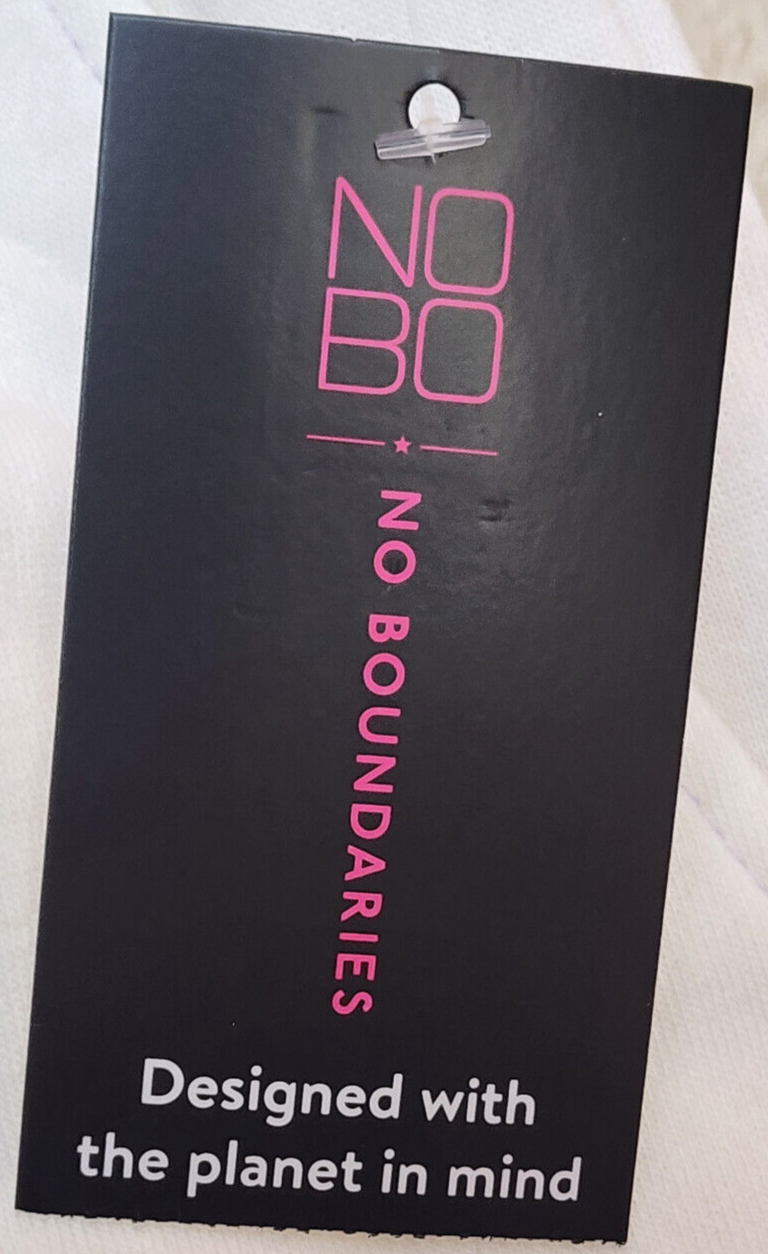 NO
BO
NO BOUNDARIES
Designed with
the planet in mind